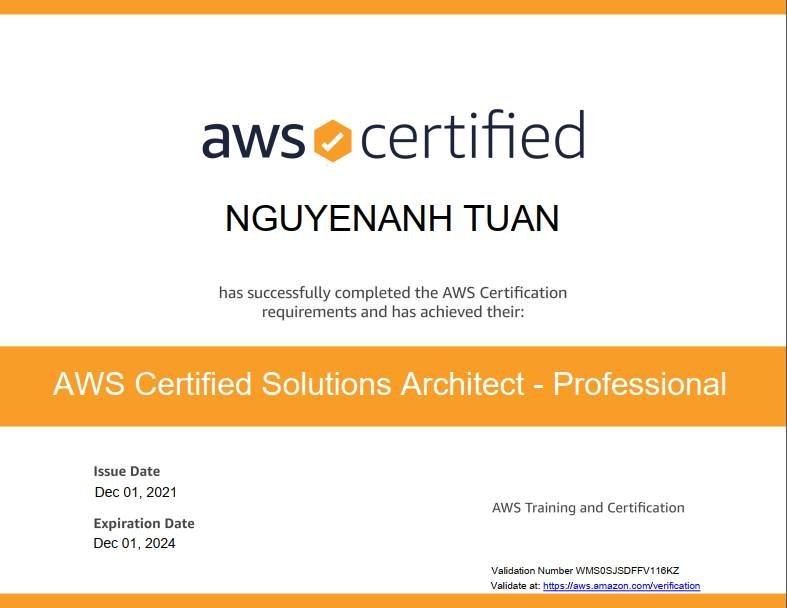 aws certified
NGUYENANH TUAN
has successfully completed the AWS Certification
requirements and has achieved their:
AWS Certified Solutions Architect - Professional
Issue Date
Dec 01, 2021
Expiration Date
Dec 01, 2024
AWS Training and Certification
Validation Number WMS0SJSDFFV116KZ
Validate at: https://aws.amazon.com/verification